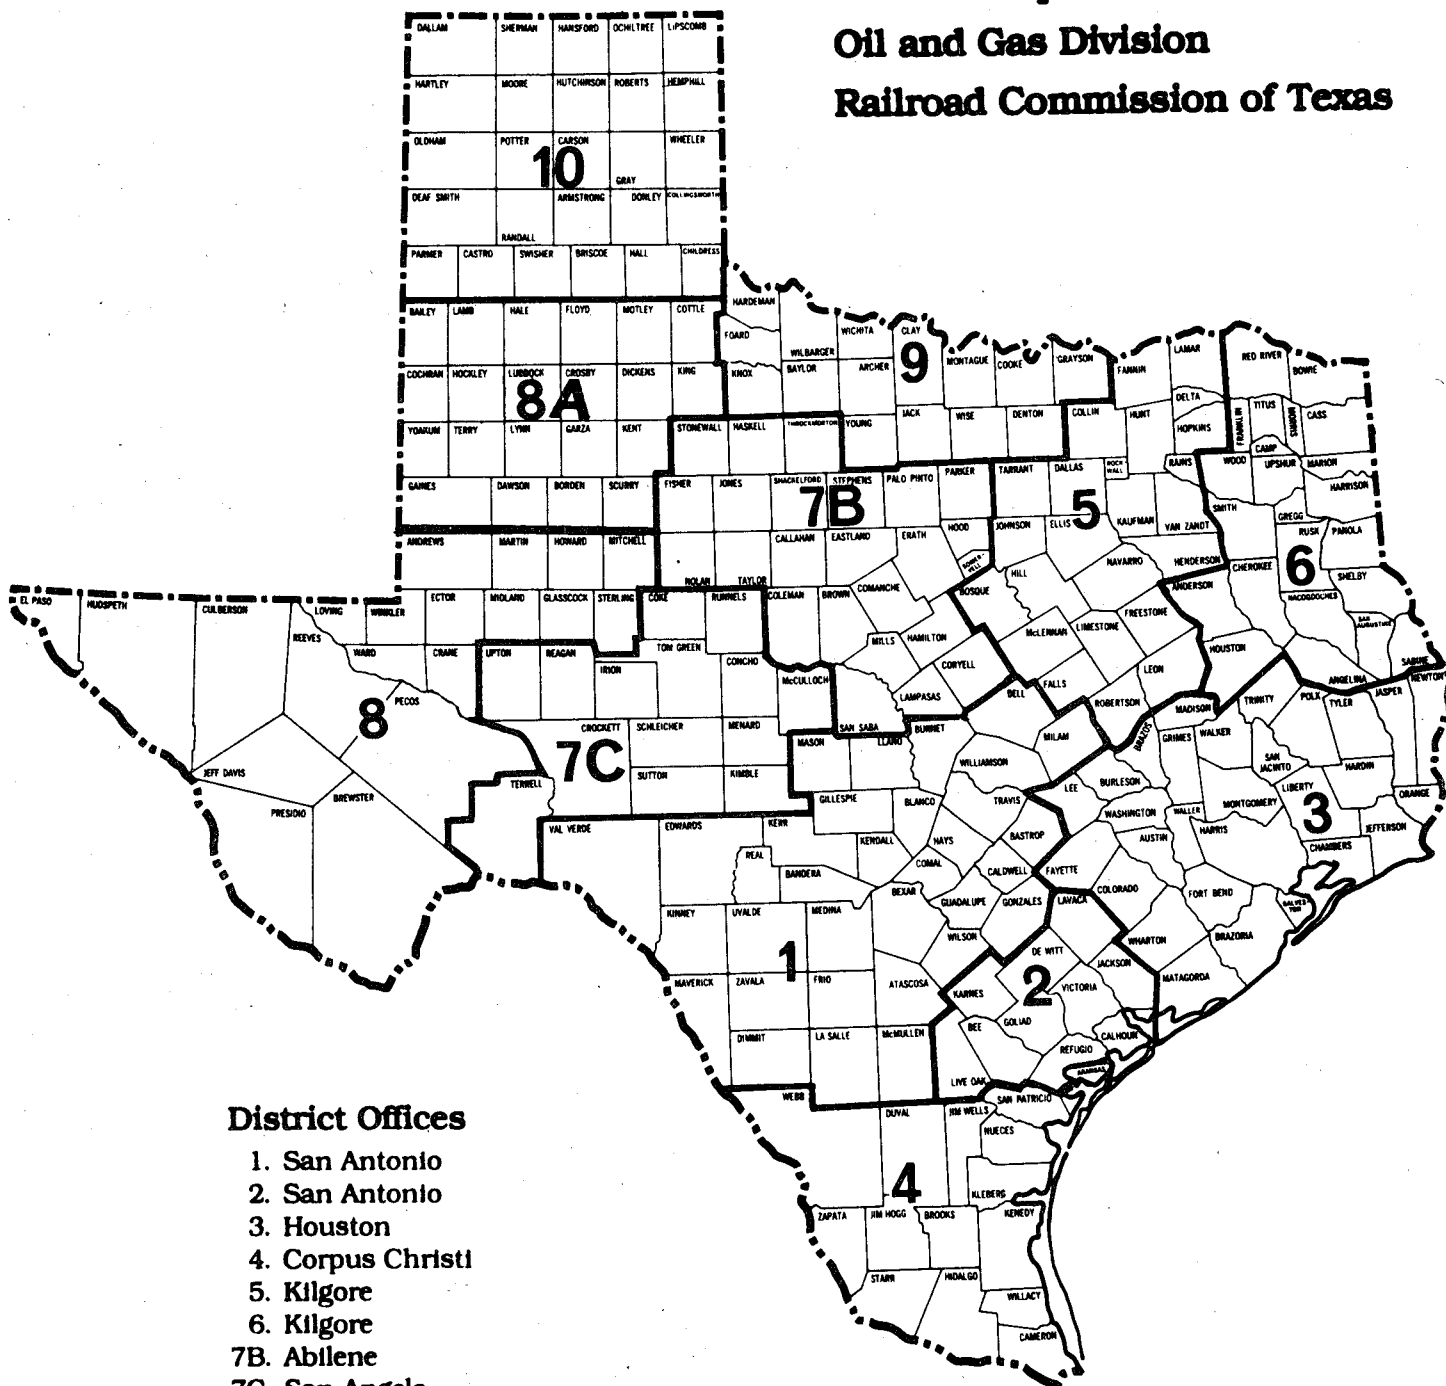 Oil and Gas Division
Railroad Commission of Texas
DALLAM SHERMAN HANSFORD OCHILTREE LIPSCOMB
HARTLEY MOORE HUTCHINSON ROBERTS HEMPHILL
OLDHAM POTTER CARSON WHEELER
10
GRAY
DEAF SMITH ARMSTRONG DONLEY COLLINGSWORTH
RANDALL
PARMER CASTRO SWISHER BRISCOE HALL CHILDRESS
BAILEY LAMB HALE FLOYD MOTLEY COTTLE HARDEMAN
FOARD WILBARGER WICHITA CLAY
9
MONTAGUE COOKE GRAYSON FANNIN LAMAR RED RIVER BOWIE
COCHRAN HOCKLEY LUBBOCK CROSBY DICKENS KING KNOX BAYLOR ARCHER
8A
DELTA FRANKLIN TITUS MORRIS CASS
YOAKUM TERRY LYNN GARZA KENT STONEWALL HASKELL THROCKMORTON YOUNG JACK WISE DENTON COLLIN HUNT HOPKINS
CAMP
RAINS WOOD UPSHUR MARION
GAINES DAWSON BORDEN SCURRY FISHER JONES SHACKELFORD STEPHENS PALO PINTO PARKER TARRANT DALLAS ROCK WALL
HARRISON
7B
5
ANDREWS MARTIN HOWARD MITCHELL NOLAN TAYLOR CALLAHAN EASTLAND ERATH HOOD JOHNSON ELLIS KAUFMAN VAN ZANDT SMITH GREGG RUSK PANOLA
SOMERVELL HILL NAVARRO HENDERSON ANDERSON CHEROKEE
6
SHELBY
NACOGDOCHES
EL PASO HUDSPETH CULBERSON LOVING WINKLER ECTOR MIDLAND GLASSCOCK STERLING COKE RUNNELS COLEMAN BROWN COMANCHE BOSQUE
REEVES WARD CRANE UPTON REAGAN IRION TOM GREEN CONCHO McCULLOCH MILLS HAMILTON McLENNAN LIMESTONE FREESTONE
SAN AUGUSTINE
SABINE NEWTON
HOUSTON ANGELINA
CORYELL FALLS LEON
LAMPASAS BELL ROBERTSON MADISON TRINITY POLK TYLER JASPER
PECOS
8
CROCKETT SCHLEICHER MENARD MASON SAN SABA LLANO BURNET MILAM BRAZOS GRIMES WALKER
7C
JEFF DAVIS TERRELL SUTTON KIMBLE WILLIAMSON SAN JACINTO HARDIN
PRESIDIO BREWSTER GILLESPIE BLANCO TRAVIS LEE BURLESON LIBERTY ORANGE
MONTGOMERY
3
VAL VERDE EDWARDS KERR KENDALL HAYS BASTROP WASHINGTON WALLER HARRIS JEFFERSON
AUSTIN CHAMBERS
REAL BANDERA COMAL CALDWELL FAYETTE
KINNEY UVALDE MEDINA BEXAR GUADALUPE GONZALES LAVACA COLORADO FORT BEND GALVESTON
WILSON DE WITT WHARTON BRAZORIA
1
JACKSON
MAVERICK ZAVALA FRIO ATASCOSA KARNES
2
VICTORIA MATAGORDA
DIMMIT LA SALLE McMULLEN BEE GOLIAD CALHOUN
REFUGIO
ARANSAS
LIVE OAK
WEBB DUVAL JIM WELLS SAN PATRICIO
NUECES
4
KLEBERG
ZAPATA JIM HOGG BROOKS KENEDY
STARR HIDALGO
WILLACY
CAMERON
District Offices
1. San Antonio
2. San Antonio
3. Houston
4. Corpus Christi
5. Kilgore
6. Kilgore
7B. Abilene
7C. San Angelo